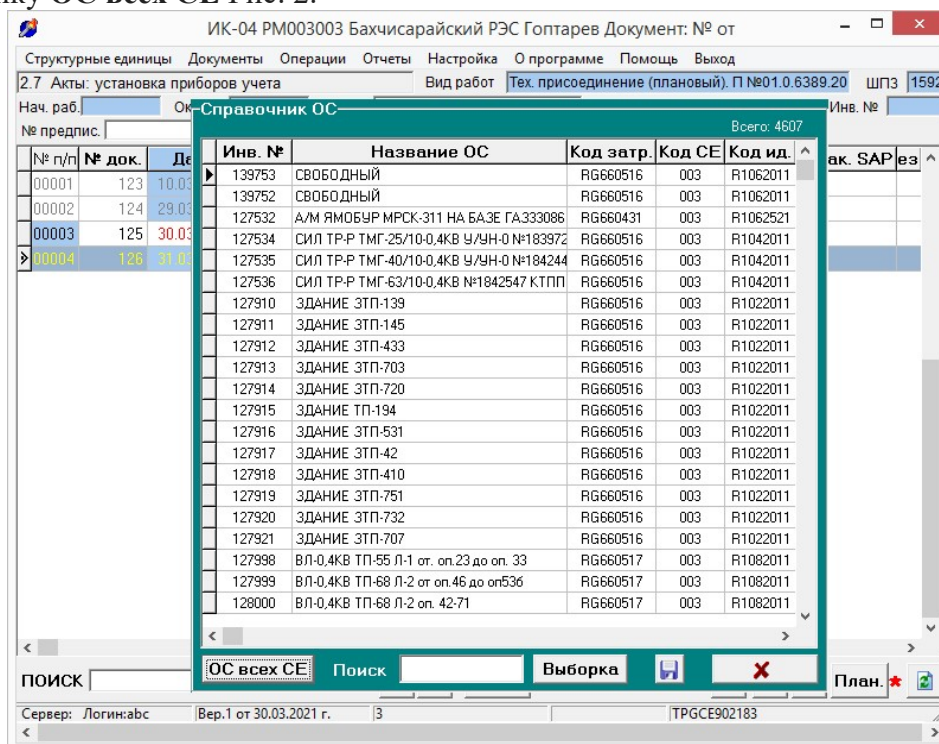 ОС всех СЕ Рис. 2.
ИК-04 РМ003003 Бахчисарайский РЭС Гоптарев Документ: № от
Структурные единицы Документы Операции Отчеты Настройка О программе Помощь Выход
2.7 Акты: установка приборов учета Вид работ Тех. присоединение (плановый). П №01.0.6389.20 ШПЗ 1592
Нач. раб. Инв. №
№ предпис.
Справочник ОС
Всего: 4607
№ п/п № док. ак. SAP
00001 123 10.03
00002 124 29.03
00003 125 30.03
00004 126 31.03
Инв. № Название ОС Код затр. Код СЕ Код ид.
139753 СВОБОДНЫЙ RG660516 003 R1062011
139752 СВОБОДНЫЙ RG660516 003 R1062011
127532 А/М ЯМОБУР МРСК-311 НА БАЗЕ ГАЗ33086 RG660431 003 R1062521
127534 СИЛ ТР-Р ТМГ-25/10-0,4КВ У/УН-0 №183972 RG660516 003 R1042011
127535 СИЛ ТР-Р ТМГ-40/10-0,4КВ У/УН-0 №184244 RG660516 003 R1042011
127536 СИЛ ТР-Р ТМГ-63/10-0,4КВ №1842547 КТПП RG660516 003 R1042011
127910 ЗДАНИЕ ЗТП-139 RG660516 003 R1022011
127911 ЗДАНИЕ ЗТП-145 RG660516 003 R1022011
127912 ЗДАНИЕ ЗТП-433 RG660516 003 R1022011
127913 ЗДАНИЕ ЗТП-703 RG660516 003 R1022011
127914 ЗДАНИЕ ЗТП-720 RG660516 003 R1022011
127915 ЗДАНИЕ ТП-194 RG660516 003 R1022011
127916 ЗДАНИЕ ЗТП-531 RG660516 003 R1022011
127917 ЗДАНИЕ ЗТП-42 RG660516 003 R1022011
127918 ЗДАНИЕ ЗТП-410 RG660516 003 R1022011
127919 ЗДАНИЕ ЗТП-751 RG660516 003 R1022011
127920 ЗДАНИЕ ЗТП-732 RG660516 003 R1022011
127921 ЗДАНИЕ ЗТП-707 RG660516 003 R1022011
127998 ВЛ-0,4КВ ТП-55 Л-1 от. оп.23 до оп. 33 RG660517 003 R1082011
127999 ВЛ-0,4КВ ТП-68 Л-2 от оп.46 до оп53б RG660517 003 R1082011
128000 ВЛ-0,4КВ ТП-68 Л-2 оп. 42-71 RG660517 003 R1082011
ОС всех СЕ Поиск Выборка
ПОИСК План.
Сервер: Логин:abc Вер.1 от 30.03.2021 г. 3 TPGCE902183